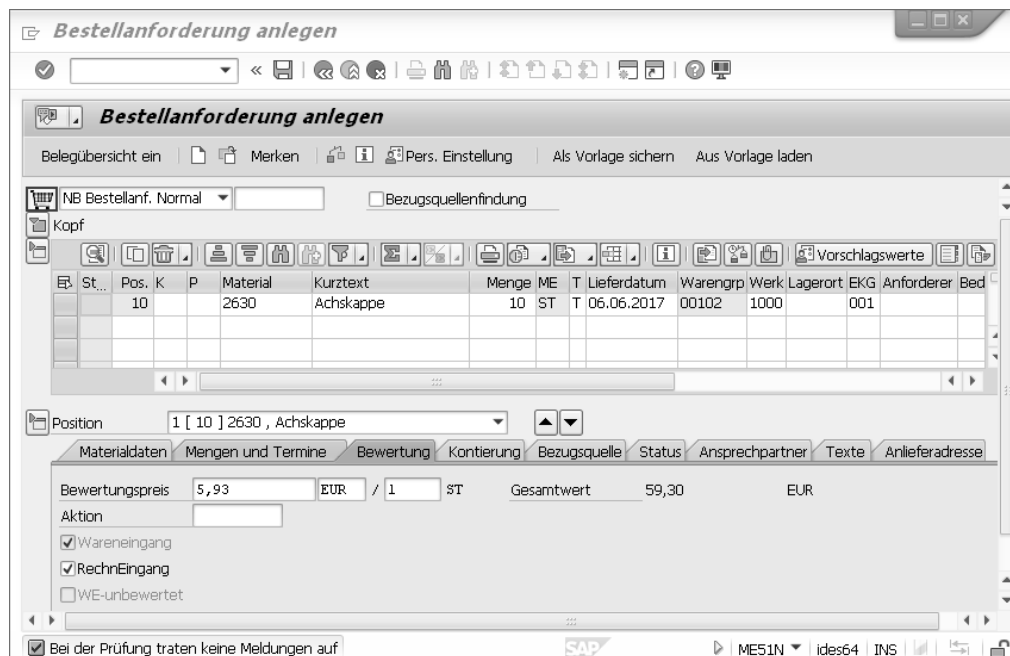 Bestellanforderung anlegen
Bestellanforderung anlegen
Belegübersicht ein Merken Pers. Einstellung Als Vorlage sichern Aus Vorlage laden
NB Bestellanf. Normal Bezugsquellenfindung
Kopf
Vorschlagswerte
St... Pos. K P Material Kurztext Menge ME T Lieferdatum Warengrp Werk Lagerort EKG Anforderer Bed
10 2630 Achskappe 10 ST T 06.06.2017 00102 1000 001
Position 1 [ 10 ] 2630 , Achskappe
Materialdaten Mengen und Termine Bewertung Kontierung Bezugsquelle Status Ansprechpartner Texte Anlieferadresse
Bewertungspreis 5,93 EUR / 1 ST Gesamtwert 59,30 EUR
Aktion
Wareneingang
RechnEingang
WE-unbewertet
Bei der Prüfung traten keine Meldungen auf SAP ME51N ides64 INS